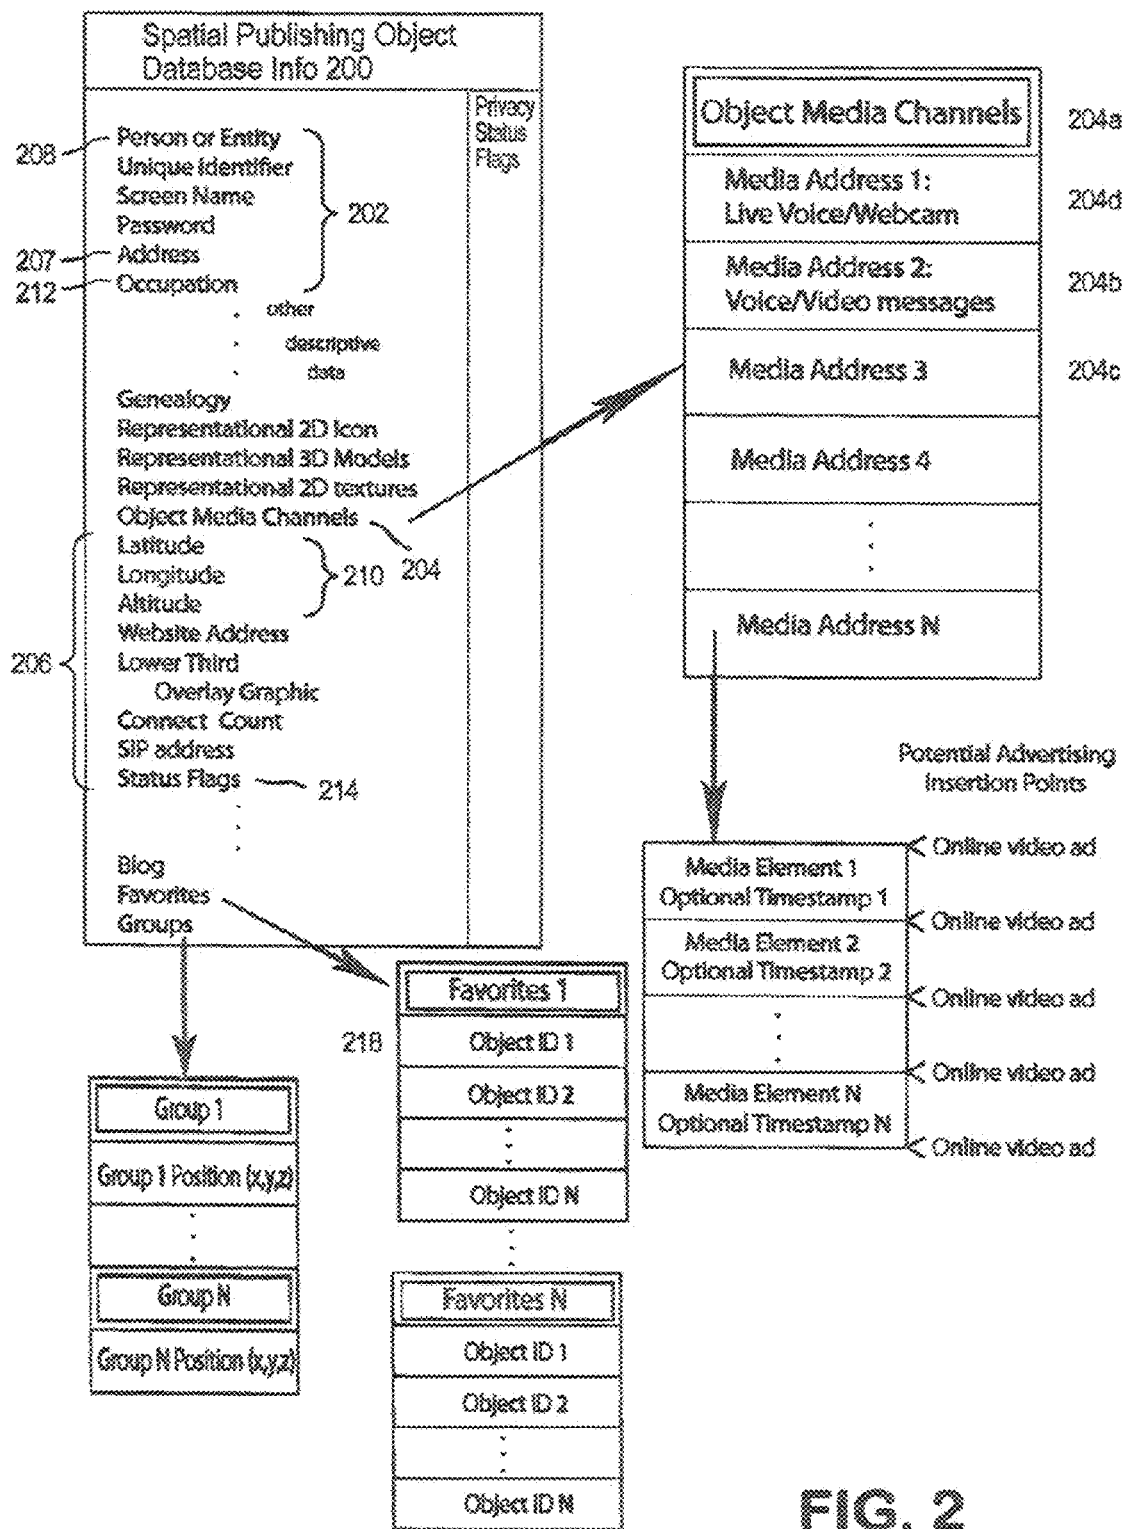 Spatial Publishing Object
Database Info 200
Privacy
Status
Flags
208
Person or Entity
Unique Identifier
Screen Name
Password
207
Address
212
Occupation
202
other
descriptive
data
Genealogy
Representational 2D Icon
Representational 3D Models
Representational 2D textures
Object Media Channels
204
206
Latitude
Longitude
Altitude
210
Website Address
Lower Third
Overlay Graphic
Connect Count
SIP address
Status Flags
214
Blog
Favorites
Groups
Object Media Channels
204a
Media Address 1:
Live Voice/Webcam
204d
Media Address 2:
Voice/Video messages
204b
Media Address 3
204c
Media Address 4
Media Address N
Potential Advertising
Insertion Points
Online video ad
Media Element 1
Optional Timestamp 1
Online video ad
Media Element 2
Optional Timestamp 2
Online video ad
Online video ad
Media Element N
Optional Timestamp N
Online video ad
Favorites 1
218
Object ID 1
Object ID 2
Object ID N
Group 1
Group 1 Position (x,y,z)
Group N
Group N Position (x,y,z)
Favorites N
Object ID 1
Object ID 2
Object ID N
FIG. 2